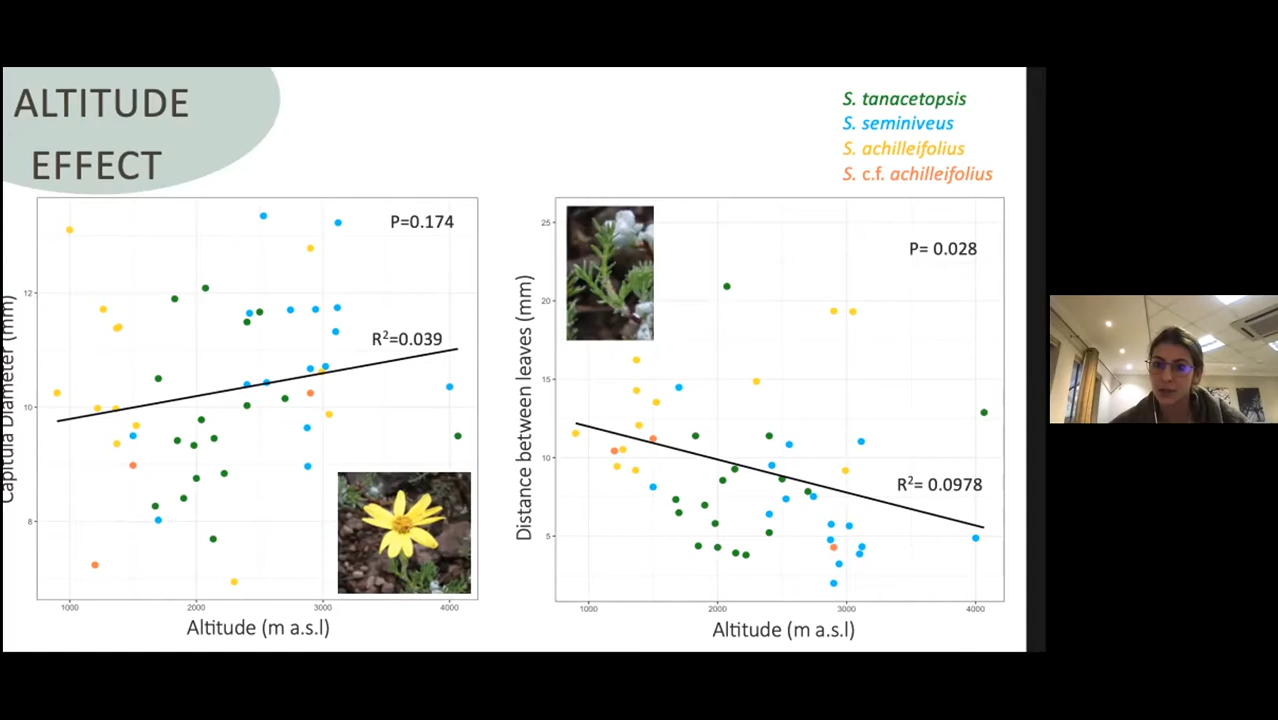 ALTITUDE
EFFECT
S. tanacetopsis
S. seminiveus
S. achilleifolius
S. c.f. achilleifolius
P=0.174
R²=0.039
Capitula Diameter (mm)
12
10
8
1000
2000
3000
4000
Altitude (m a.s.l)
P= 0.028
R²= 0.0978
Distance between leaves (mm)
25
20
15
10
5
1000
2000
3000
4000
Altitude (m a.s.l)